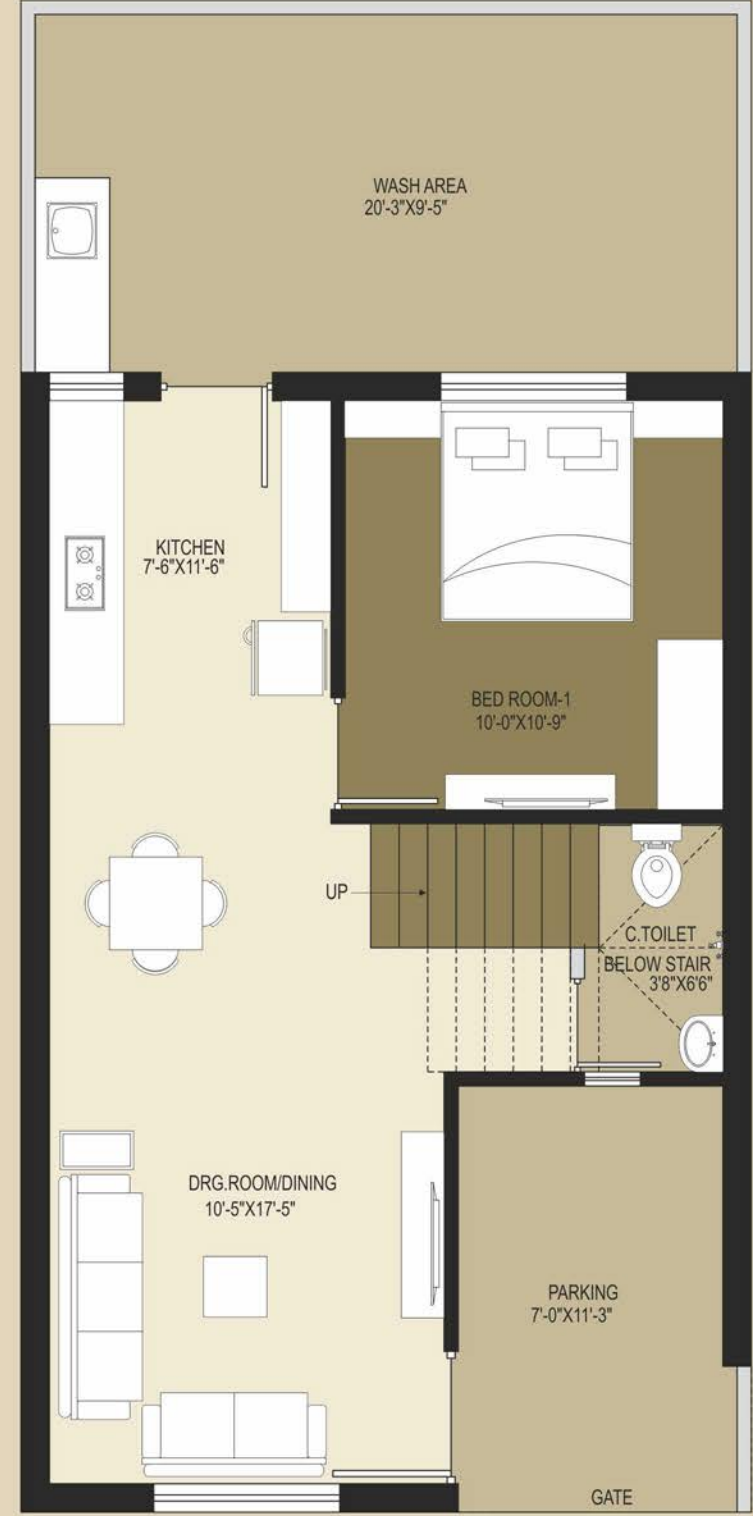 WASH AREA
20'-3"X9'-5"
KITCHEN
7'-6"X11'-6"
BED ROOM-1
10'-0"X10'-9"
UP
C.TOILET
BELOW STAIR
3'8"X6'6"
DRG.ROOM/DINING
10'-5"X17'-5"
PARKING
7'-0"X11'-3"
GATE